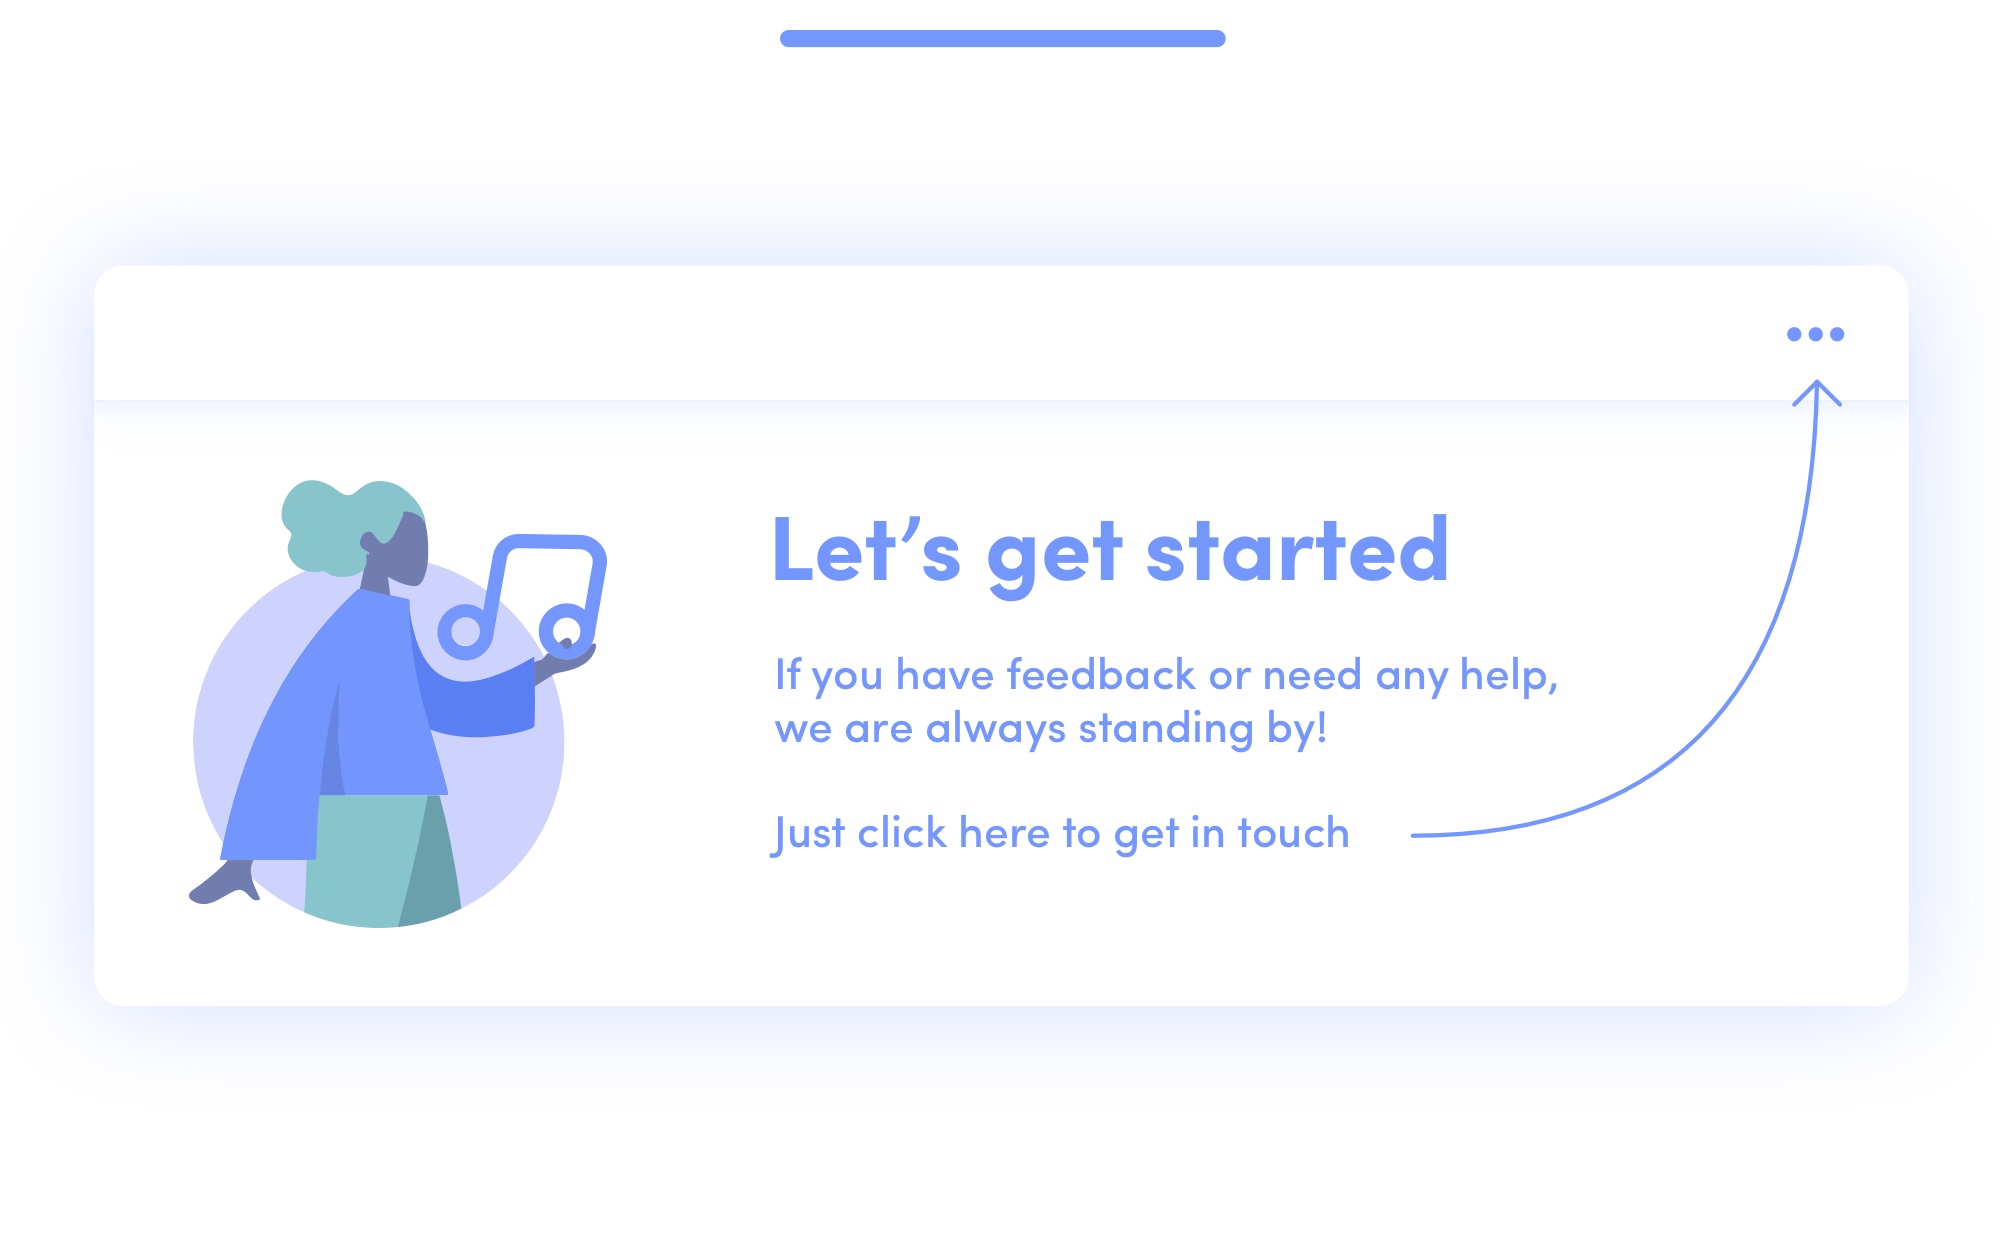 Let’s get started
If you have feedback or need any help,
we are always standing by!
Just click here to get in touch